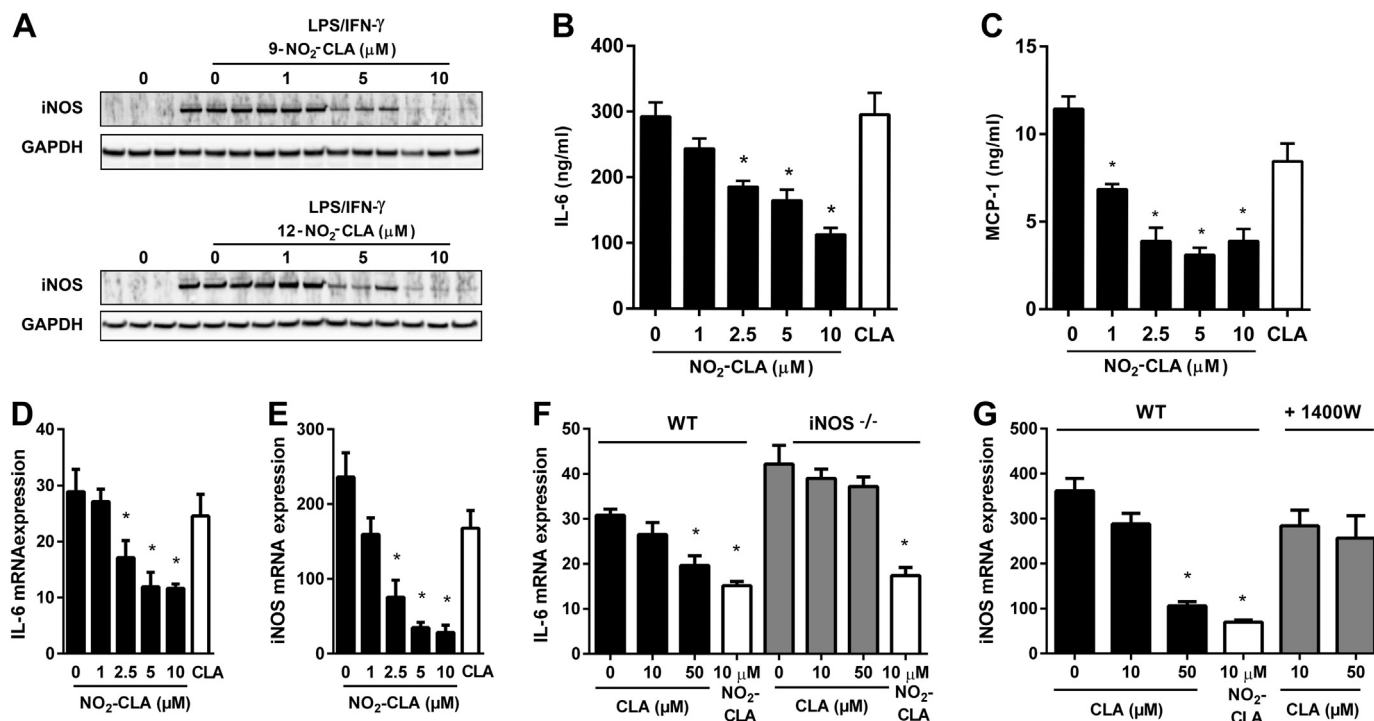 A
LPS/IFN-γ
9-NO₂-CLA (μM)
0 0 1 5 10
iNOS
GAPDH
LPS/IFN-γ
12-NO₂-CLA (μM)
0 0 1 5 10
iNOS
GAPDH
B
IL-6 (ng/ml)
400
300
200
100
0
* * *
0 1 2.5 5 10 CLA
NO₂-CLA (μM)
C
MCP-1 (ng/ml)
15
10
5
0
* * * *
0 1 2.5 5 10 CLA
NO₂-CLA (μM)
D
IL-6 mRNAexpression
40
30
20
10
0
* * *
0 1 2.5 5 10 CLA
NO₂-CLA (μM)
E
iNOS mRNA expression
300
200
100
0
* * *
0 1 2.5 5 10 CLA
NO₂-CLA (μM)
F
WT iNOS -/-
IL-6 mRNA expression
50
40
30
20
10
0
* * *
0 10 50 10 μM 0 10 50 10 μM
CLA (μM) NO₂- CLA (μM) NO₂-
CLA CLA
G
WT + 1400W
iNOS mRNA expression
500
400
300
200
100
0
* *
0 10 50 10 μM 10 50
CLA (μM) NO₂- CLA (μM)
CLA